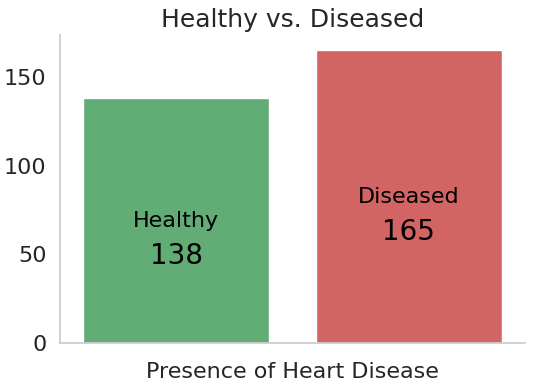 Healthy vs. Diseased
150
100
50
0
Healthy
138
Diseased
165
Presence of Heart Disease